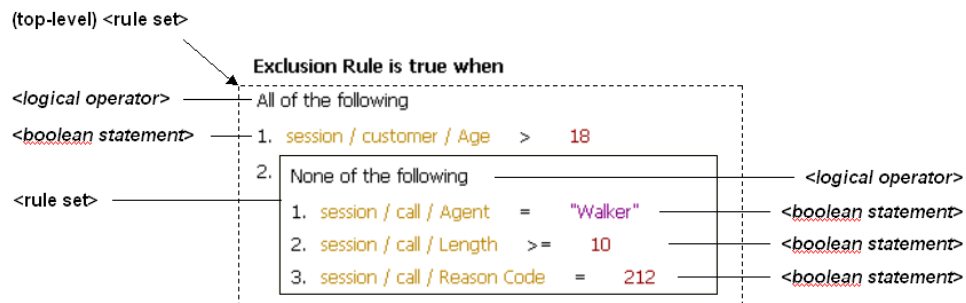 (top-level) <rule set>
Exclusion Rule is true when
<logical operator> All of the following
<boolean statement> 1. session / customer / Age > 18
2. None of the following <logical operator>
<rule set> 1. session / call / Agent = "Walker" <boolean statement>
2. session / call / Length >= 10 <boolean statement>
3. session / call / Reason Code = 212 <boolean statement>